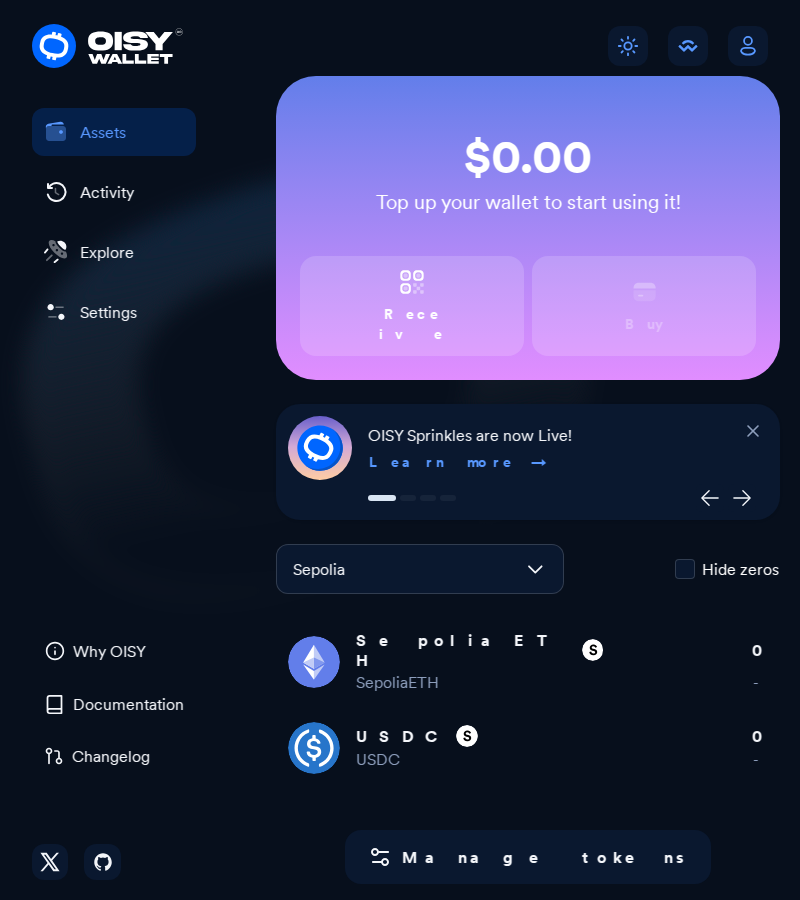 OISY
WALLET
Assets
Activity
Explore
Settings
$0.00
Top up your wallet to start using it!
Receive
Buy
OISY Sprinkles are now Live!
Learn more →
Sepolia
Hide zeros
Sepolia ETH
S
0
SepoliaETH
-
USDC
S
0
USDC
-
Why OISY
Documentation
Changelog
Manage tokens